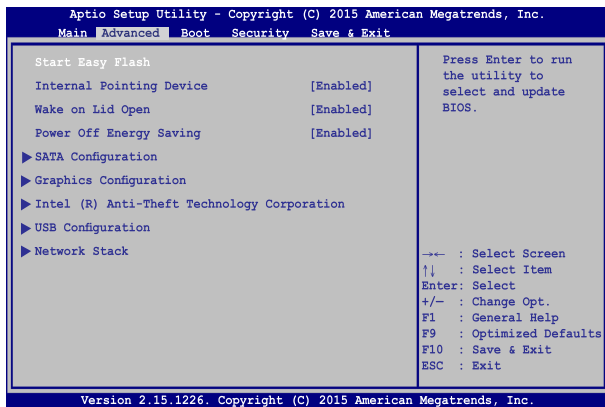 Aptio Setup Utility - Copyright (C) 2015 American Megatrends, Inc.
Main Advanced Boot Security Save & Exit
Start Easy Flash
Internal Pointing Device [Enabled]
Wake on Lid Open [Enabled]
Power Off Energy Saving [Enabled]
SATA Configuration
Graphics Configuration
Intel (R) Anti-Theft Technology Corporation
USB Configuration
Network Stack
Press Enter to run
the utility to
select and update
BIOS.
→← : Select Screen
↑↓ : Select Item
Enter: Select
+/— : Change Opt.
F1 : General Help
F9 : Optimized Defaults
F10 : Save & Exit
ESC : Exit
Version 2.15.1226. Copyright (C) 2015 American Megatrends, Inc.